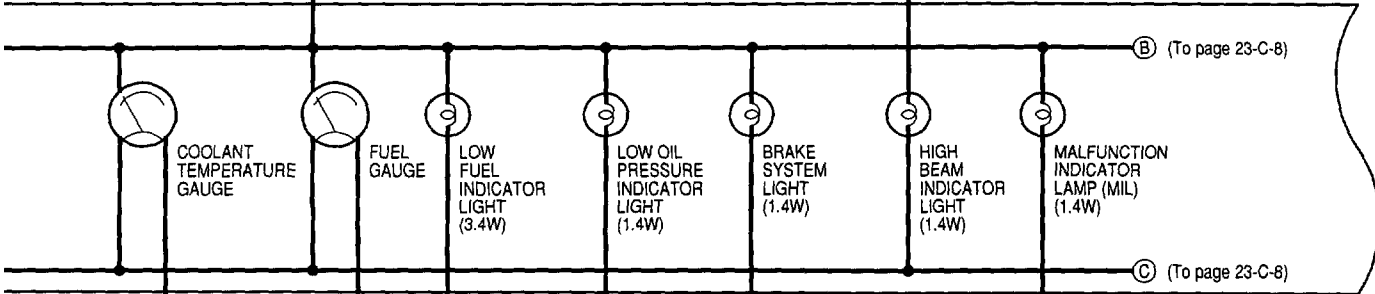 B (To page 23-C-8)
COOLANT
TEMPERATURE
GAUGE
FUEL
GAUGE
LOW
FUEL
INDICATOR
LIGHT
(3.4W)
LOW OIL
PRESSURE
INDICATOR
LIGHT
(1.4W)
BRAKE
SYSTEM
LIGHT
(1.4W)
HIGH
BEAM
INDICATOR
LIGHT
(1.4W)
MALFUNCTION
INDICATOR
LAMP (MIL)
(1.4W)
C (To page 23-C-8)